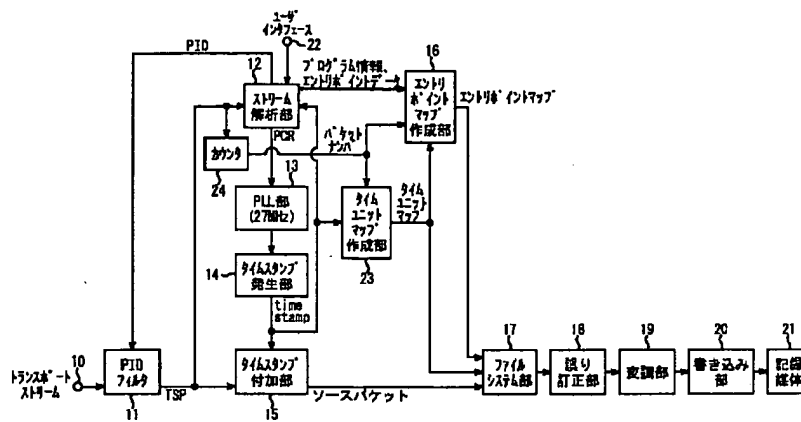 ユーザ
インタフェース
22
PID
12
ストリーム
解析部
プログラム情報、
エントリポイントデータ
16
エントリ
ポイント
マップ
作成部
エントリポイントマップ
PCR
パケット
ナンバ
カウンタ
24
13
PLL部
(27MHz)
タイム
ユニット
マップ
作成部
23
タイム
ユニット
マップ
14
タイムスタンプ
発生部
time
stamp
10
トランスポート
ストリーム
PID
フィルタ
11
TSP
タイムスタンプ
付加部
15
ソースパケット
17
ファイル
システム部
18
誤り
訂正部
19
変調部
20
書き込み
部
21
記録
媒体